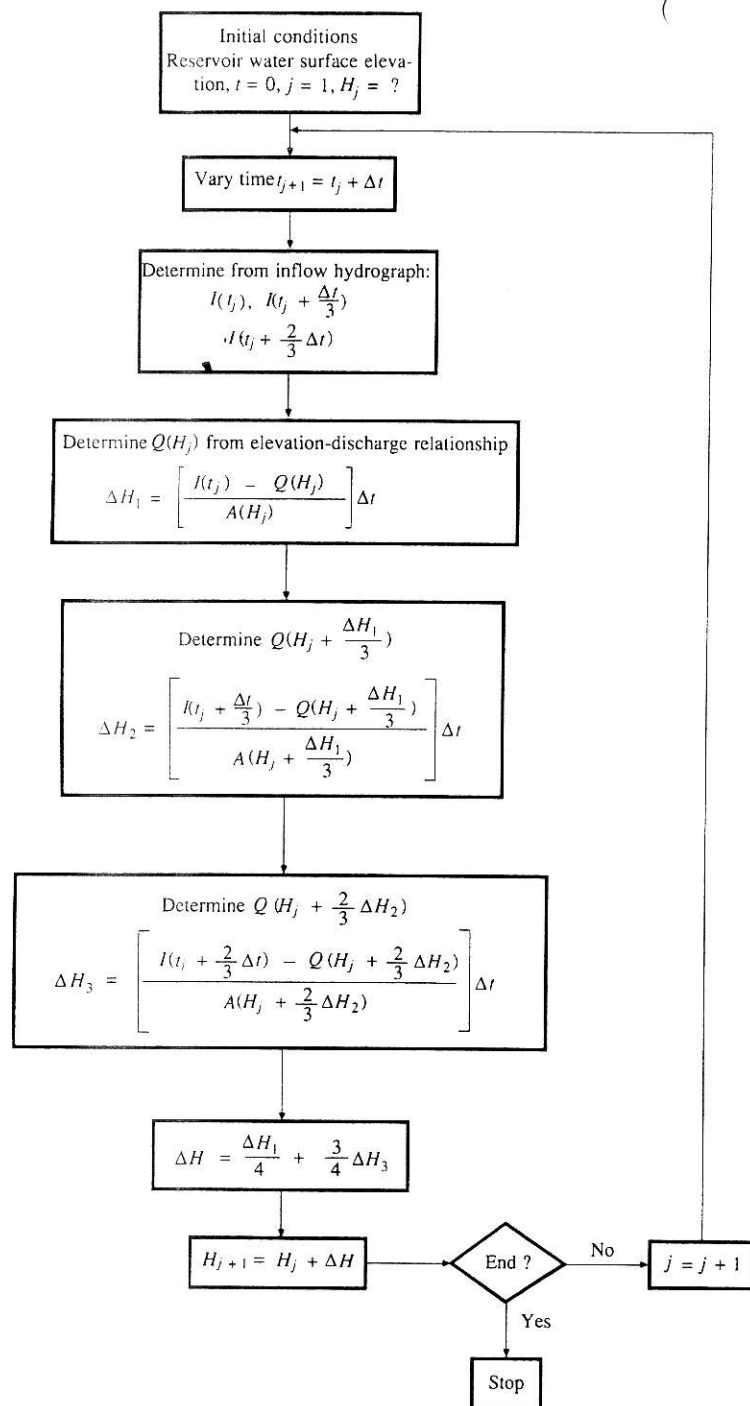 Initial conditions
Reservoir water surface eleva-
tion, t = 0, j = 1, H_j = ?
Vary time t_{j+1} = t_j + Δt
Determine from inflow hydrograph:
I(t_j), I(t_j + Δt/3)
I(t_j + 2/3 Δt)
Determine Q(H_j) from elevation-discharge relationship
ΔH_1 = [I(t_j) − Q(H_j) / A(H_j)] Δt
Determine Q(H_j + ΔH_1/3)
ΔH_2 = [I(t_j + Δt/3) − Q(H_j + ΔH_1/3) / A(H_j + ΔH_1/3)] Δt
Determine Q (H_j + 2/3 ΔH_2)
ΔH_3 = [I(t_j + 2/3 Δt) − Q(H_j + 2/3 ΔH_2) / A(H_j + 2/3 ΔH_2)] Δt
ΔH = ΔH_1/4 + 3/4 ΔH_3
H_{j+1} = H_j + ΔH
End ?
No
j = j + 1
Yes
Stop